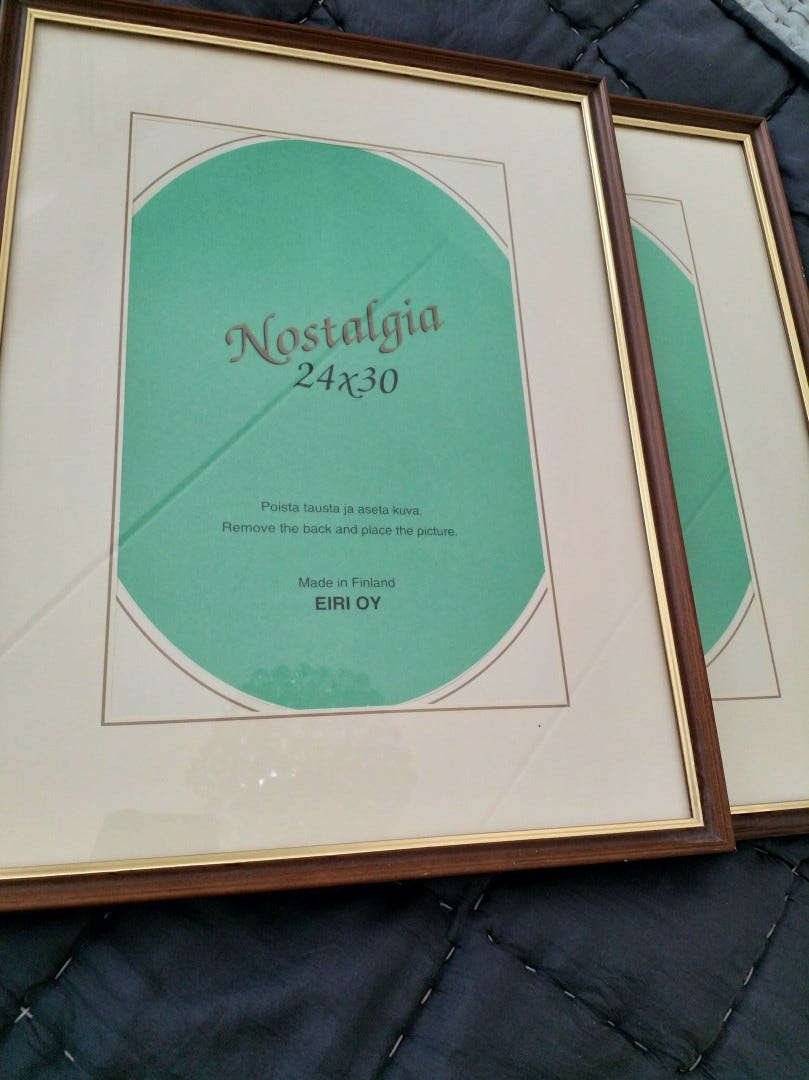 Nostalgia
24x30
Poista tausta ja aseta kuva.
Remove the back and place the picture.
Made in Finland
EIRI OY